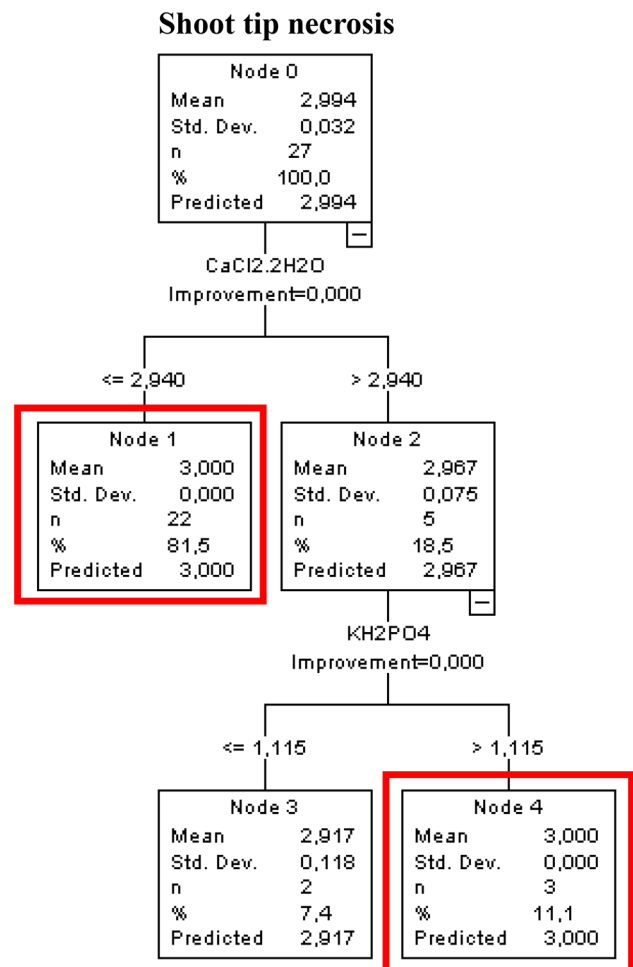 Shoot tip necrosis
Node 0
Mean 2,994
Std. Dev. 0,032
n 27
% 100,0
Predicted 2,994
CaCl2.2H2O
Improvement=0,000
<= 2,940 > 2,940
Node 1
Mean 3,000
Std. Dev. 0,000
n 22
% 81,5
Predicted 3,000
Node 2
Mean 2,967
Std. Dev. 0,075
n 5
% 18,5
Predicted 2,967
KH2PO4
Improvement=0,000
<= 1,115 > 1,115
Node 3
Mean 2,917
Std. Dev. 0,118
n 2
% 7,4
Predicted 2,917
Node 4
Mean 3,000
Std. Dev. 0,000
n 3
% 11,1
Predicted 3,000